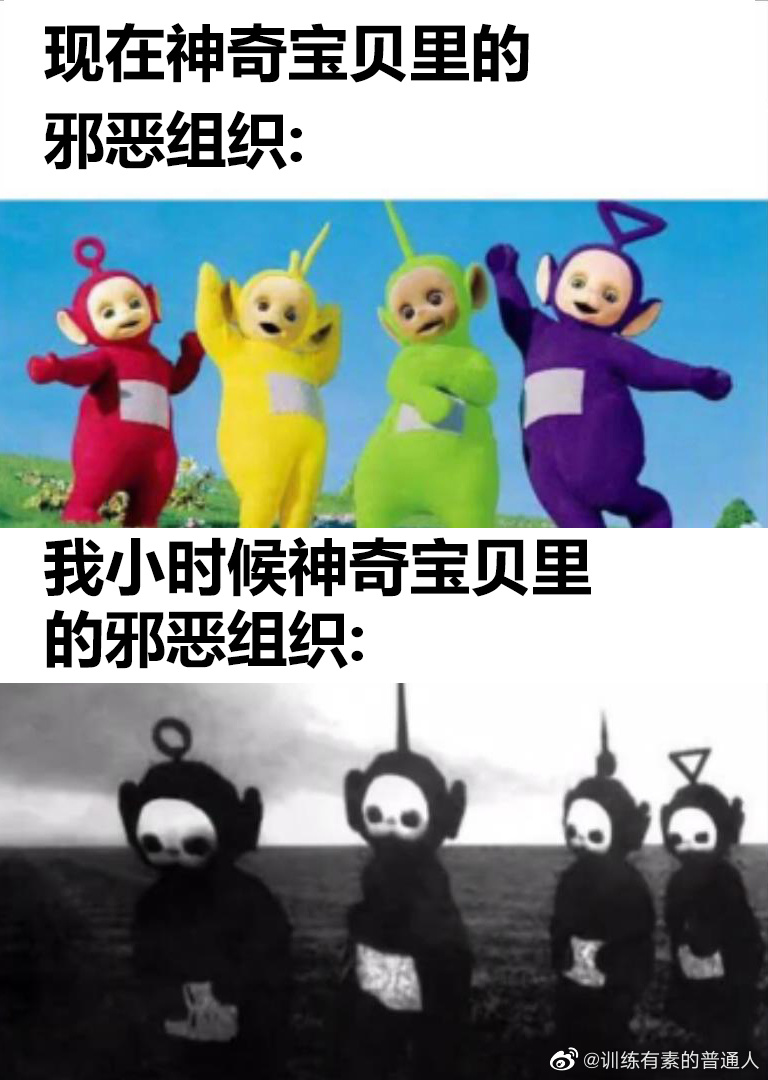 现在神奇宝贝里的
邪恶组织:
我小时候神奇宝贝里
的邪恶组织:
@训练有素的普通人